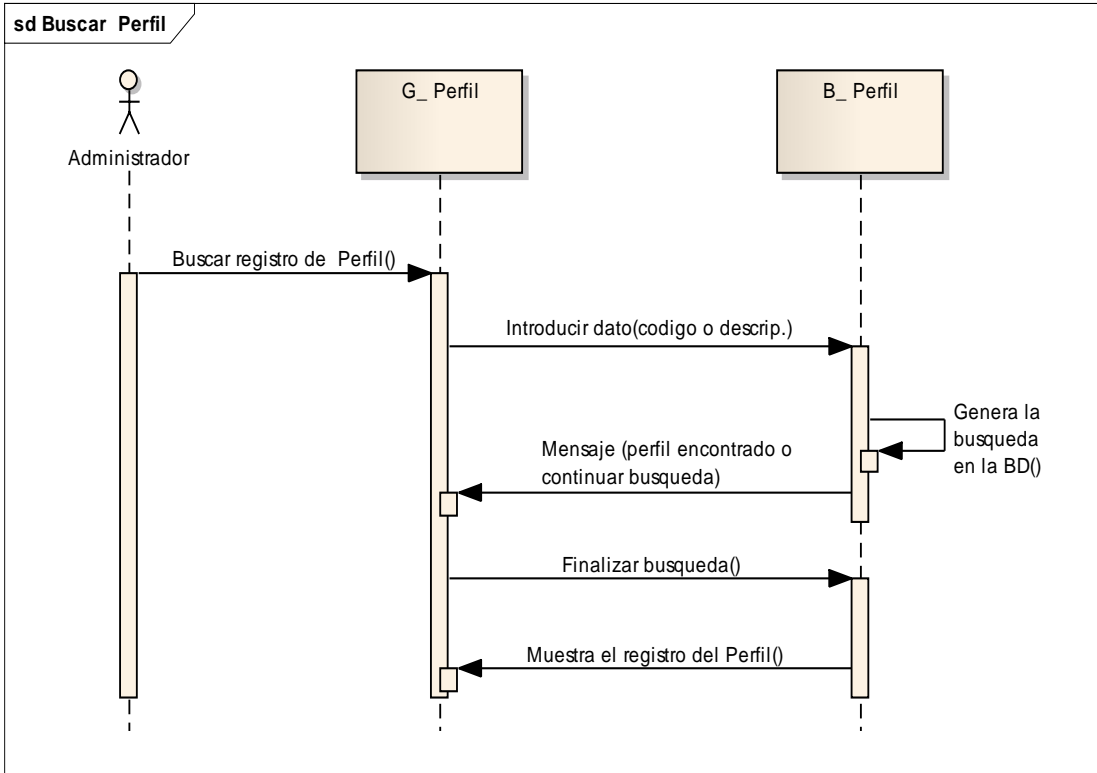 sd Buscar  Perfil
G_ Perfil
B_ Perfil
Administrador
Buscar registro de  Perfil()
Introducir dato(codigo o descrip.)
Genera la
busqueda
en la BD()
Mensaje (perfil encontrado o
continuar busqueda)
Finalizar busqueda()
Muestra el registro del Perfil()